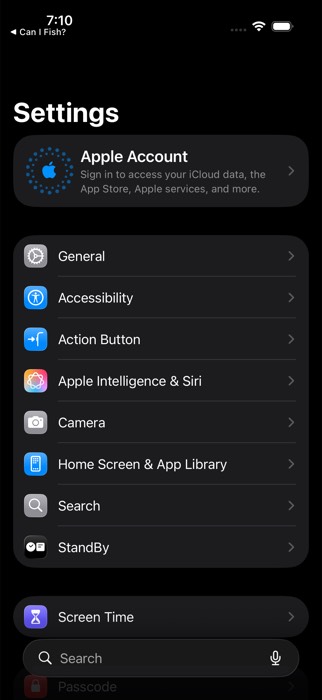 7:10
◀ Can I Fish?
Settings
Apple Account
Sign in to access your iCloud data, the
App Store, Apple services, and more.
General
Accessibility
Action Button
Apple Intelligence & Siri
Camera
Home Screen & App Library
Search
StandBy
Screen Time
Search
Passcode